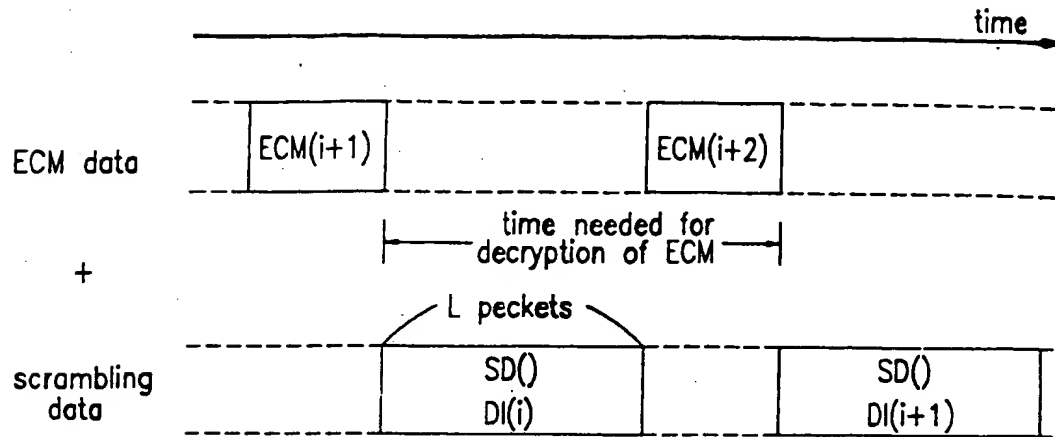 time
ECM data
ECM(i+1)
ECM(i+2)
time needed for
decryption of ECM
+
L peckets
scrambling
data
SD()
DI(i)
SD()
DI(i+1)